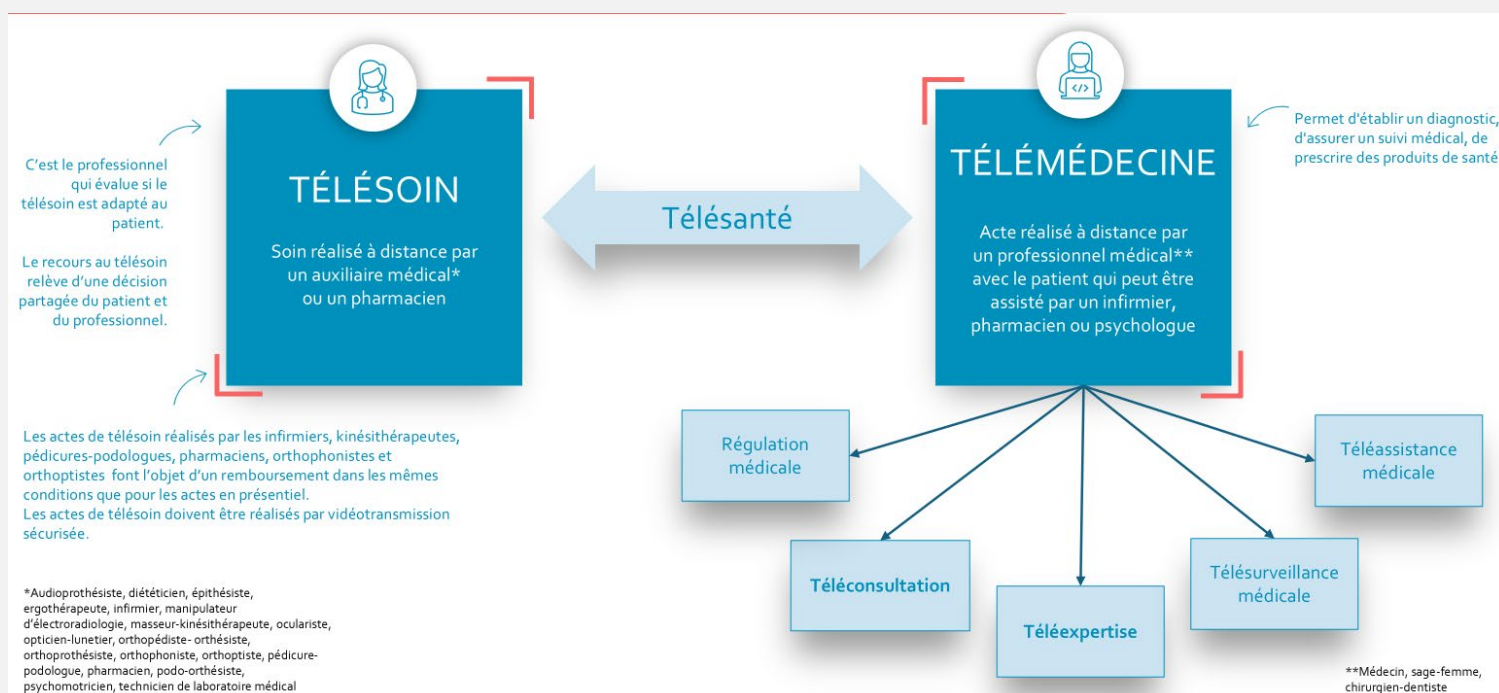 C'est le professionnel
qui évalue si le
télésoin est adapté au
patient.
Le recours au télésoin
relève d'une décision
partagée du patient et
du professionnel.
TÉLÉSOIN
Soin réalisé à distance par
un auxiliaire médical*
ou un pharmacien
Télésanté
</>
TÉLÉMÉDECINE
Acte réalisé à distance par
un professionnel médical**
avec le patient qui peut être
assisté par un infirmier,
pharmacien ou psychologue
Permet d'établir un diagnostic,
d'assurer un suivi médical, de
prescrire des produits de santé
Les actes de télésoin réalisés par les infirmiers, kinésithérapeutes,
pédicures-podologues, pharmaciens, orthophonistes et
orthoptistes font l'objet d'un remboursement dans les mêmes
conditions que pour les actes en présentiel.
Les actes de télésoin doivent être réalisés par vidéotransmission
sécurisée.
Régulation
médicale
Téléconsultation
Téléexpertise
Télésurveillance
médicale
Téléassistance
médicale
*Audioprothésiste, diététicien, épithésiste,
ergothérapeute, infirmier, manipulateur
d'électroradiologie, masseur-kinésithérapeute, oculariste,
opticien-lunetier, orthopédiste- orthésiste,
orthoprothésiste, orthophoniste, orthoptiste, pédicure-
podologue, pharmacien, podo-orthésiste,
psychomotricien, technicien de laboratoire médical
**Médecin, sage-femme,
chirurgien-dentiste